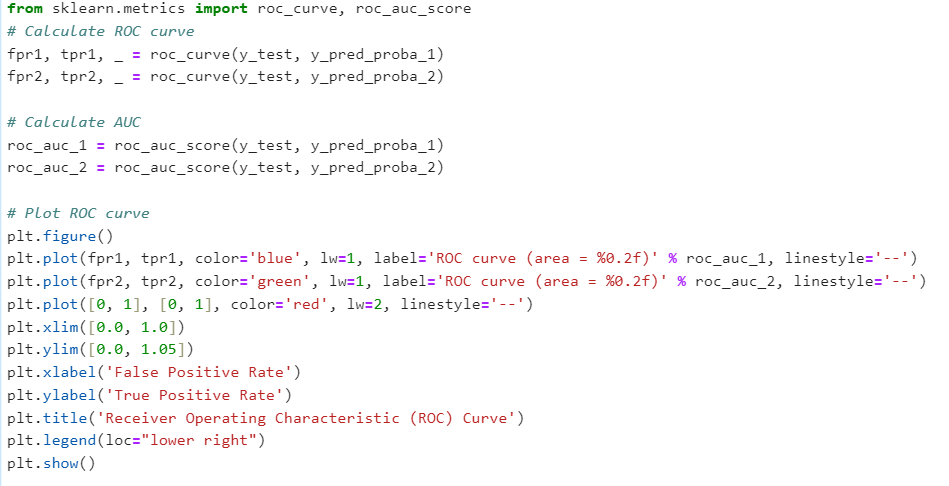 from sklearn.metrics import roc_curve, roc_auc_score
# Calculate ROC curve
fpr1, tpr1, _ = roc_curve(y_test, y_pred_proba_1)
fpr2, tpr2, _ = roc_curve(y_test, y_pred_proba_2)
# Calculate AUC
roc_auc_1 = roc_auc_score(y_test, y_pred_proba_1)
roc_auc_2 = roc_auc_score(y_test, y_pred_proba_2)
# Plot ROC curve
plt.figure()
plt.plot(fpr1, tpr1, color='blue', lw=1, label='ROC curve (area = %0.2f)' % roc_auc_1, linestyle='--')
plt.plot(fpr2, tpr2, color='green', lw=1, label='ROC curve (area = %0.2f)' % roc_auc_2, linestyle='--')
plt.plot([0, 1], [0, 1], color='red', lw=2, linestyle='--')
plt.xlim([0.0, 1.0])
plt.ylim([0.0, 1.05])
plt.xlabel('False Positive Rate')
plt.ylabel('True Positive Rate')
plt.title('Receiver Operating Characteristic (ROC) Curve')
plt.legend(loc="lower right")
plt.show()